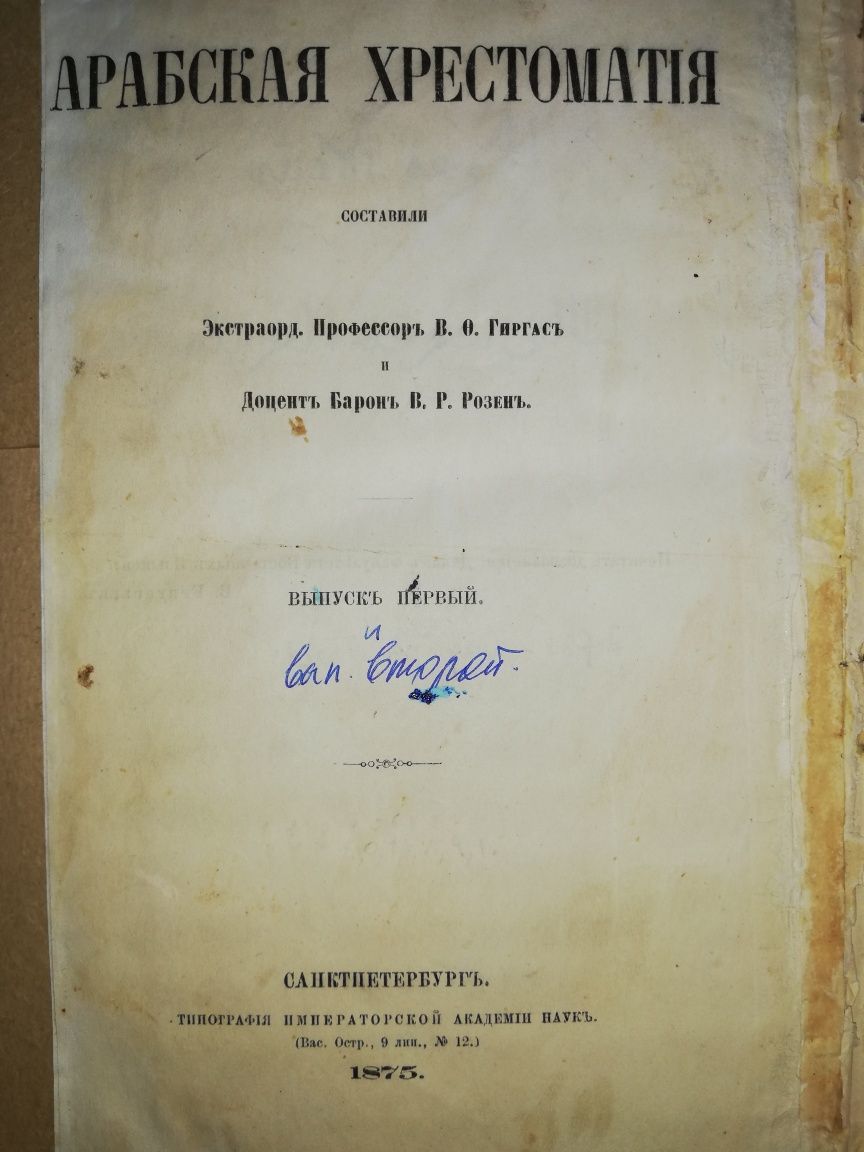 АРАБСКАЯ ХРЕСТОМАТІЯ
СОСТАВИЛИ
Экстраорд. Профессоръ В. Ѳ. Гиргасъ
и
Доцентъ Баронъ В. Р. Розенъ.
ВЫПУСКЪ ПЕРВЫЙ.
и
вып. второй.
САНКТПЕТЕРБУРГЪ.
ТИПОГРАФІЯ ИМПЕРАТОРСКОЙ АКАДЕМІИ НАУКЪ.
(Вас. Остр., 9 лин., № 12.)
1875.